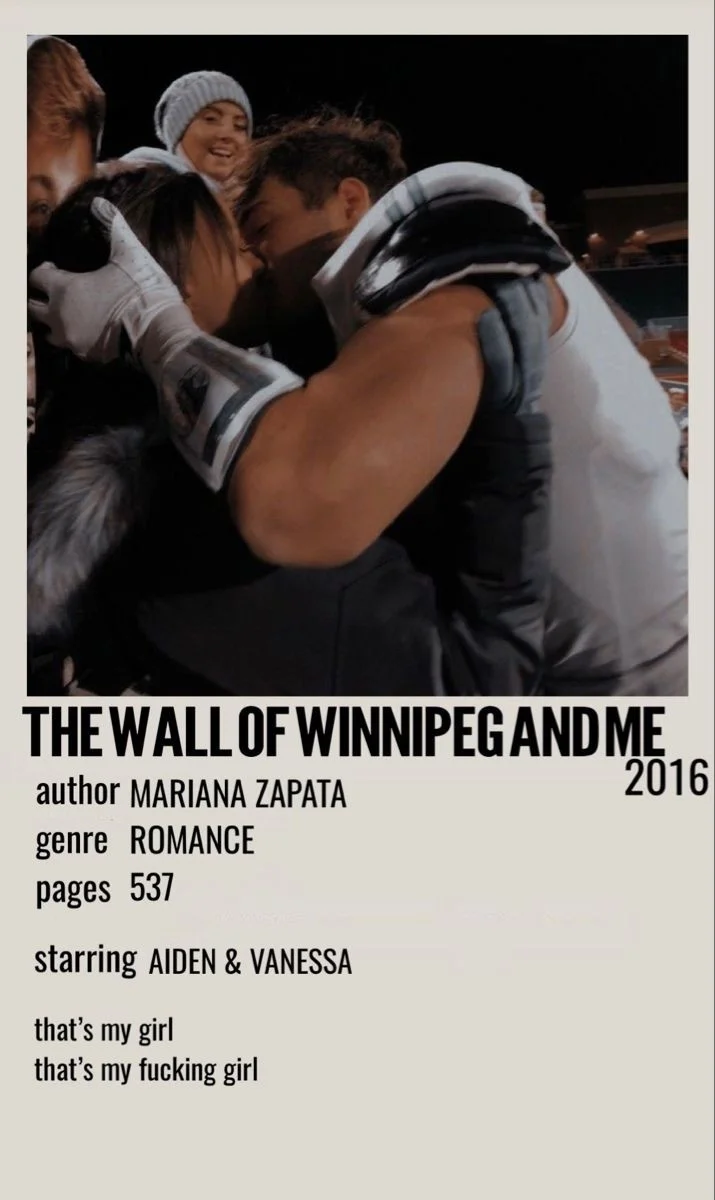 THE WALL OF WINNIPEG AND ME
2016
author MARIANA ZAPATA
genre ROMANCE
pages 537
starring AIDEN & VANESSA
that's my girl
that's my fucking girl